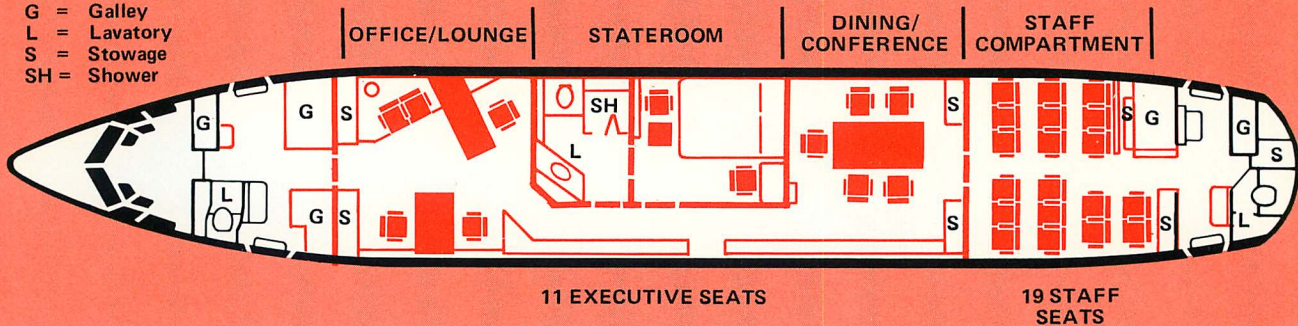 G = Galley
L = Lavatory
S = Stowage
SH = Shower
OFFICE/LOUNGE
STATEROOM
DINING/
CONFERENCE
STAFF
COMPARTMENT
G
G
S
SH
L
S
S
G
G
S
L
G
S
S
S
L
11 EXECUTIVE SEATS
19 STAFF
SEATS